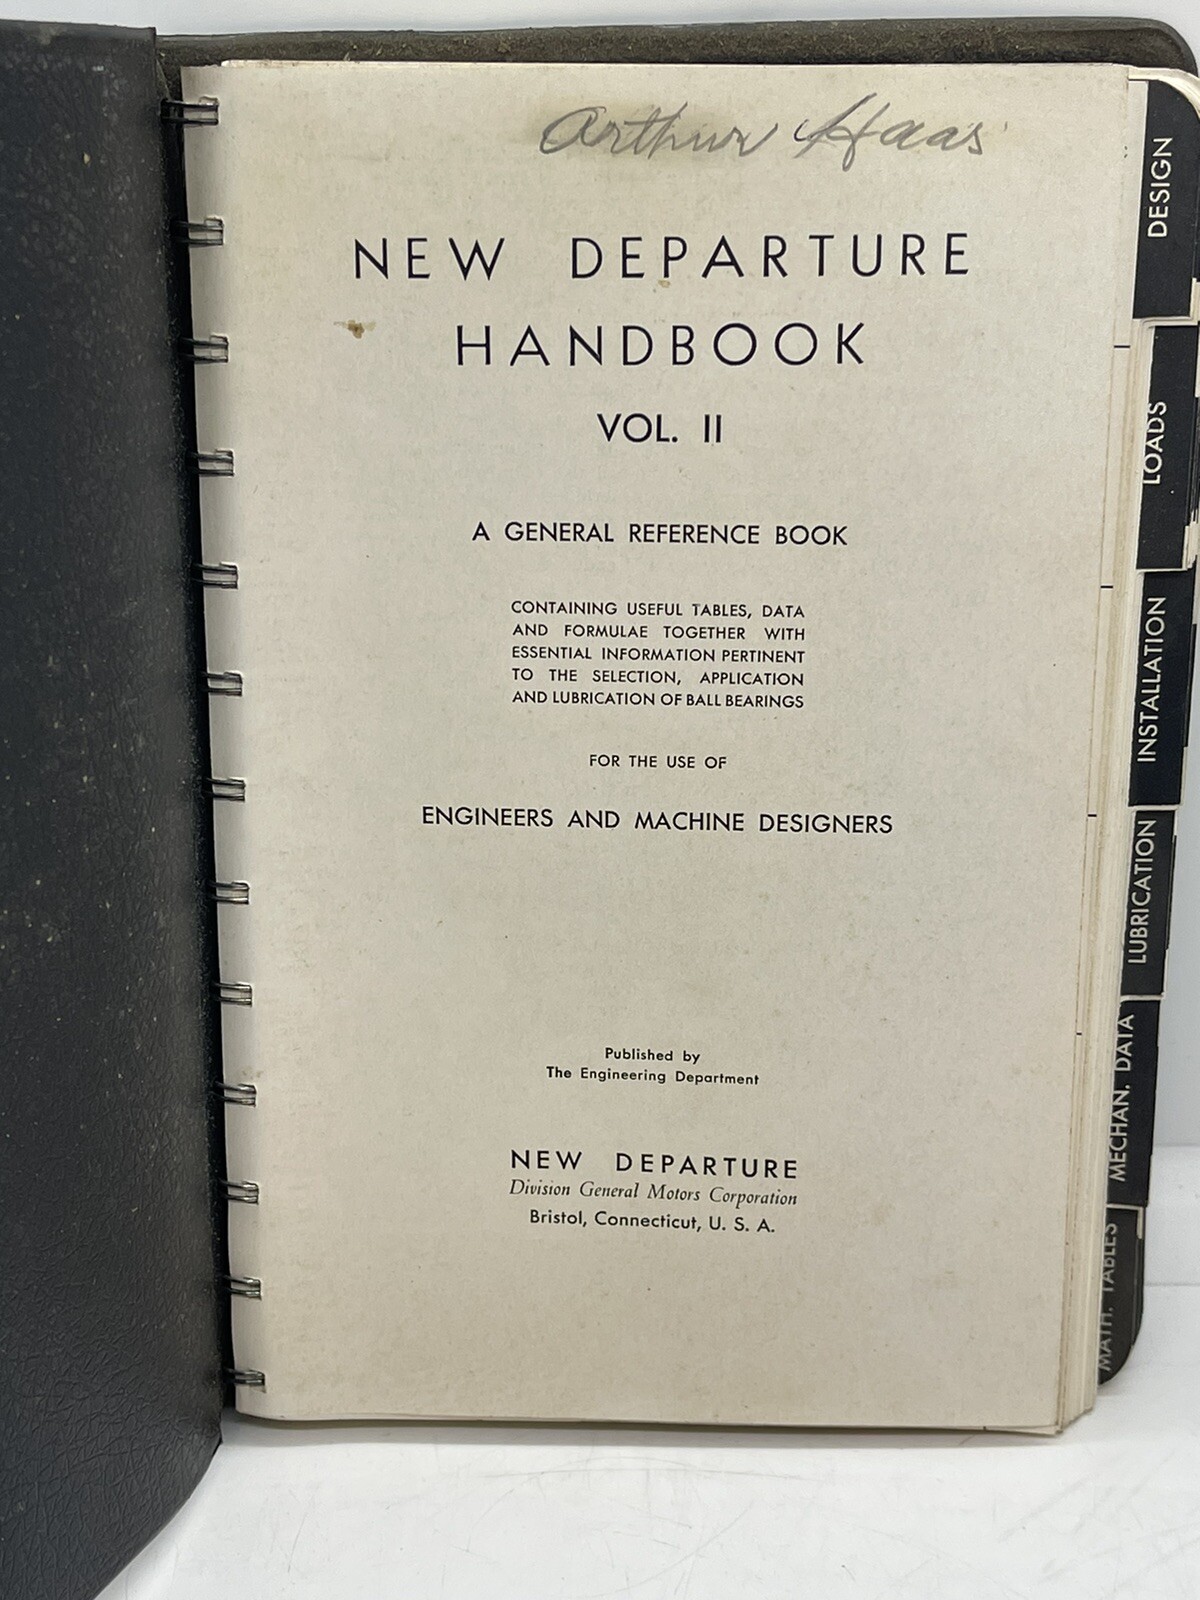 Arthur Haas
NEW DEPARTURE
HANDBOOK
VOL. II
A GENERAL REFERENCE BOOK
CONTAINING USEFUL TABLES, DATA
AND FORMULAE TOGETHER WITH
ESSENTIAL INFORMATION PERTINENT
TO THE SELECTION, APPLICATION
AND LUBRICATION OF BALL BEARINGS
FOR THE USE OF
ENGINEERS AND MACHINE DESIGNERS
Published by
The Engineering Department
NEW DEPARTURE
Division General Motors Corporation
Bristol, Connecticut, U. S. A.
DESIGN
LOADS
INSTALLATION
LUBRICATION
MECHAN. DATA
MATH. TABLES